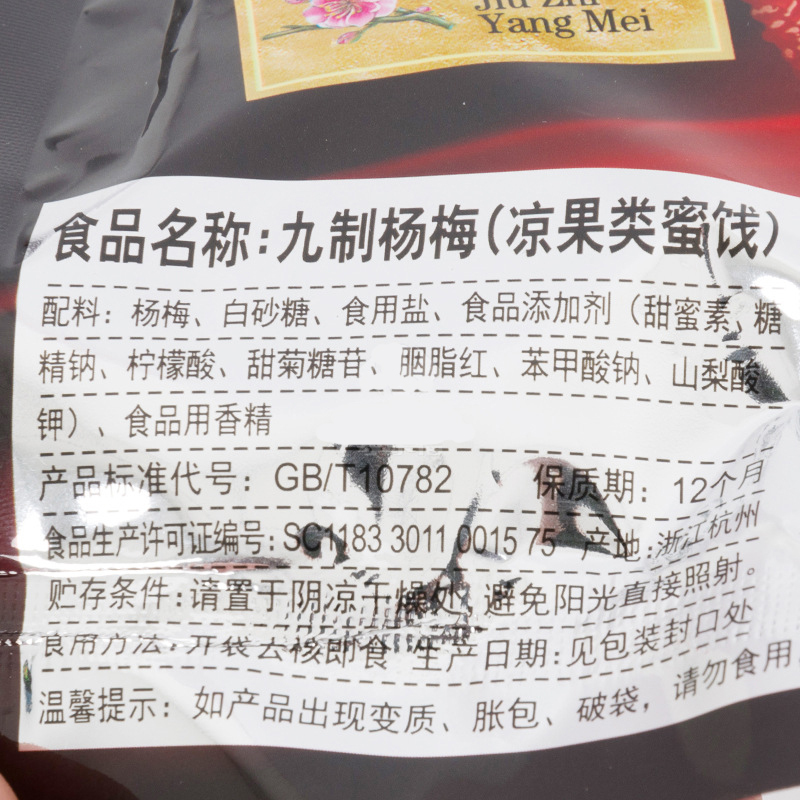 Jiu Zhi
Yang Mei
食品名称：九制杨梅（凉果类蜜饯）
配料：杨梅、白砂糖、食用盐、食品添加剂（甜蜜素、糖
精钠、柠檬酸、甜菊糖苷、胭脂红、苯甲酸钠、山梨酸
钾）、食品用香精
产品标准代号：GB/T10782 保质期：12个月
食品生产许可证编号：SC1183 3011 0015 75 产地:浙江杭州
贮存条件:请置于阴凉干燥处，避免阳光直接照射。
食用方法：开袋去核即食 生产日期:见包装封口处
温馨提示：如产品出现变质、胀包、破袋，请勿食用